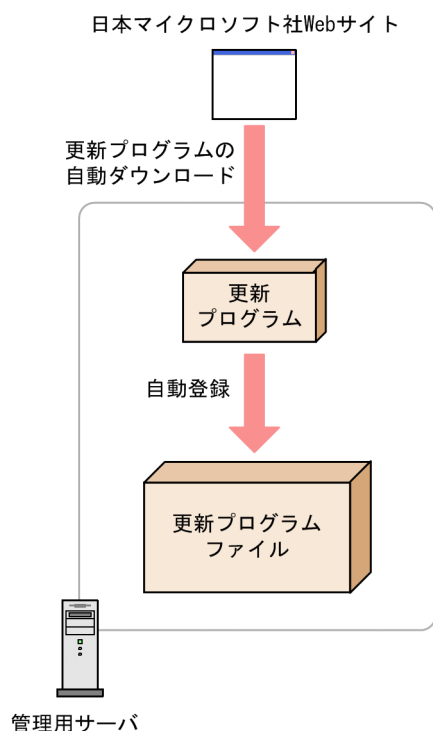 日本マイクロソフト社Webサイト
更新プログラムの
自動ダウンロード
更新
プログラム
自動登録
更新プログラム
ファイル
管理用サーバ